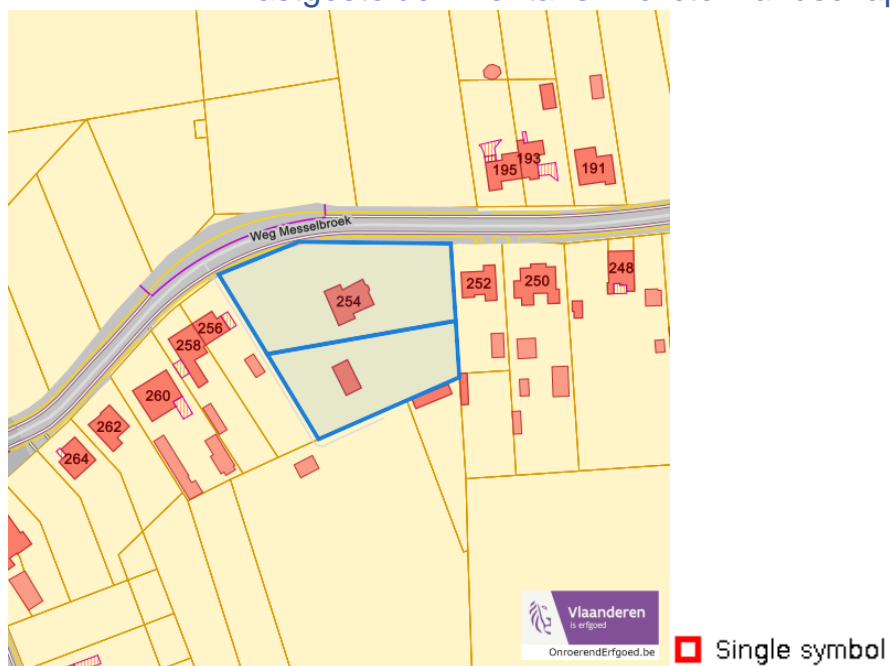 195 193 191
Weg Messelbroek
254 252 250 248
256
258
260
262
264
Vlaanderen
is erfgoed
OnroerendErfgoed.be
Single symbol